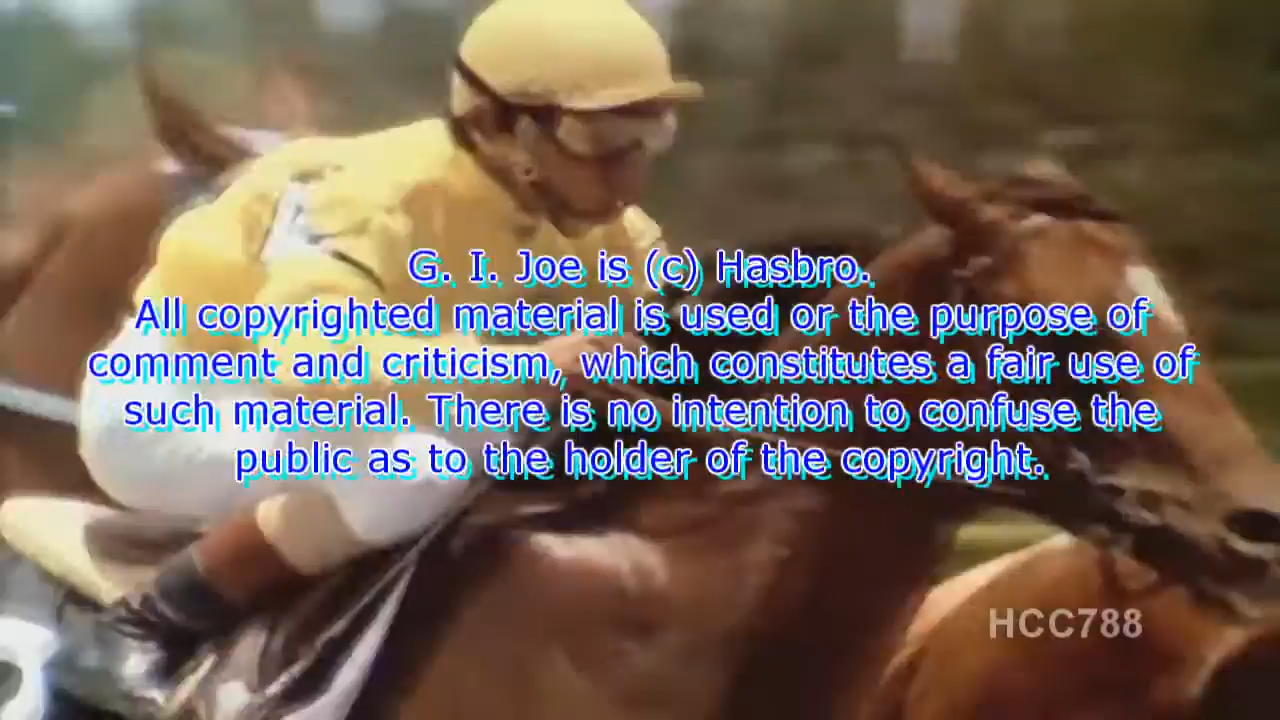 G. I. Joe is (c) Hasbro.
All copyrighted material is used or the purpose of
comment and criticism, which constitutes a fair use of
such material. There is no intention to confuse the
public as to the holder of the copyright.
HCC788